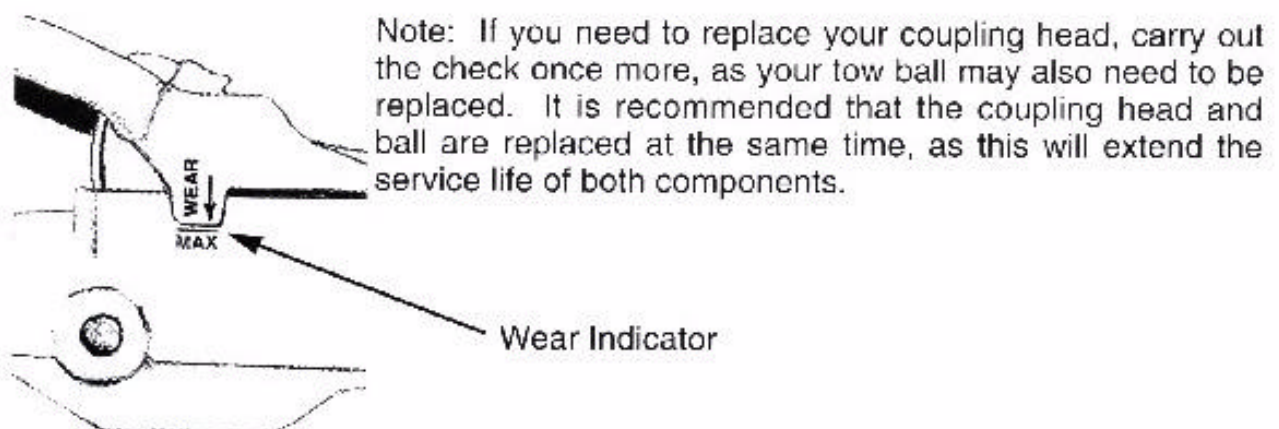 Note: If you need to replace your coupling head, carry out
the check once more, as your tow ball may also need to be
replaced. It is recommended that the coupling head and
ball are replaced at the same time, as this will extend the
service life of both components.
WEAR
MAX
Wear Indicator